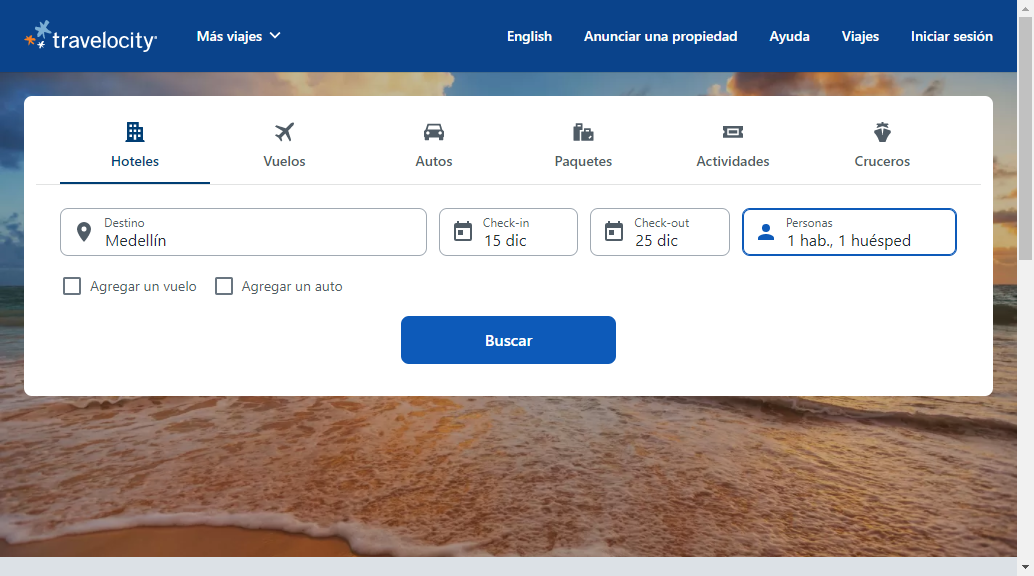 travelocity
Más viajes
English
Anunciar una propiedad
Ayuda
Viajes
Iniciar sesión
Hoteles
Vuelos
Autos
Paquetes
Actividades
Cruceros
Destino
Medellín
Check-in
15 dic
Check-out
25 dic
Personas
1 hab., 1 huésped
Agregar un vuelo
Agregar un auto
Buscar